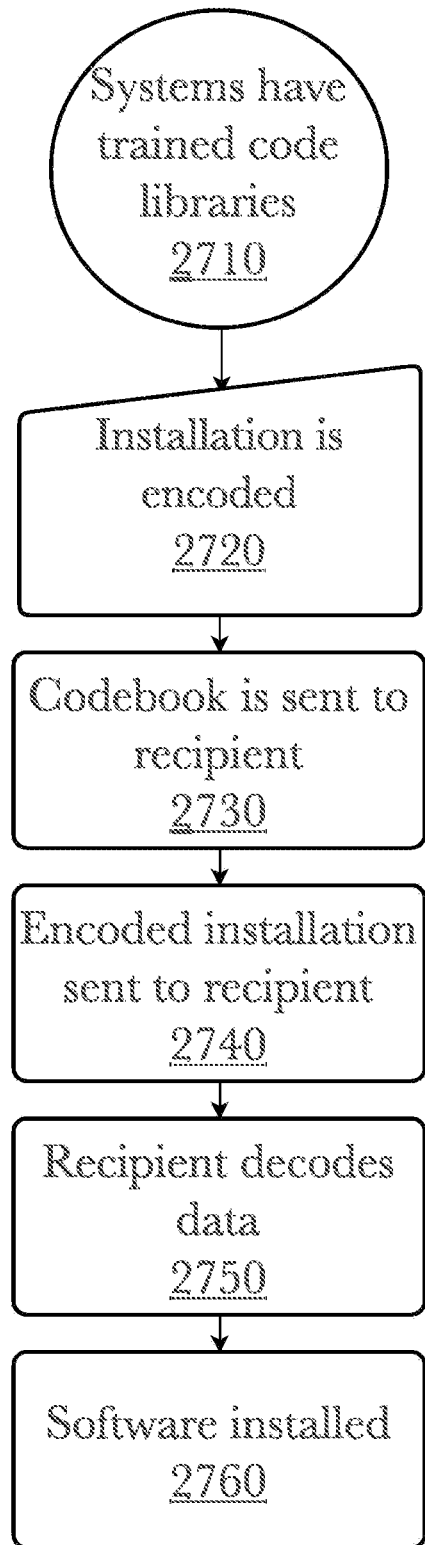 Systems have
trained code
libraries
2710
Installation is
encoded
2720
Codebook is sent to
recipient
2730
Encoded installation
sent to recipient
2740
Recipient decodes
data
2750
Software installed
2760